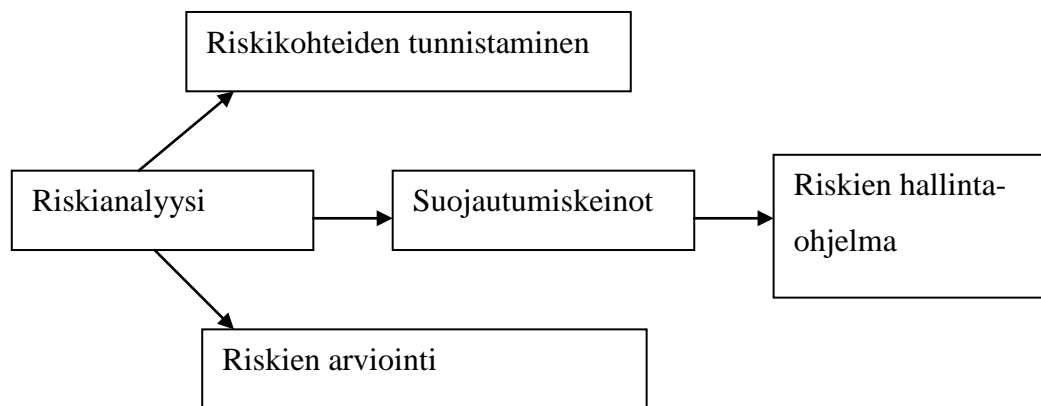 Riskikohteiden tunnistaminen
Riskianalyysi
Suojautumiskeinot
Riskien hallinta-
ohjelma
Riskien arviointi